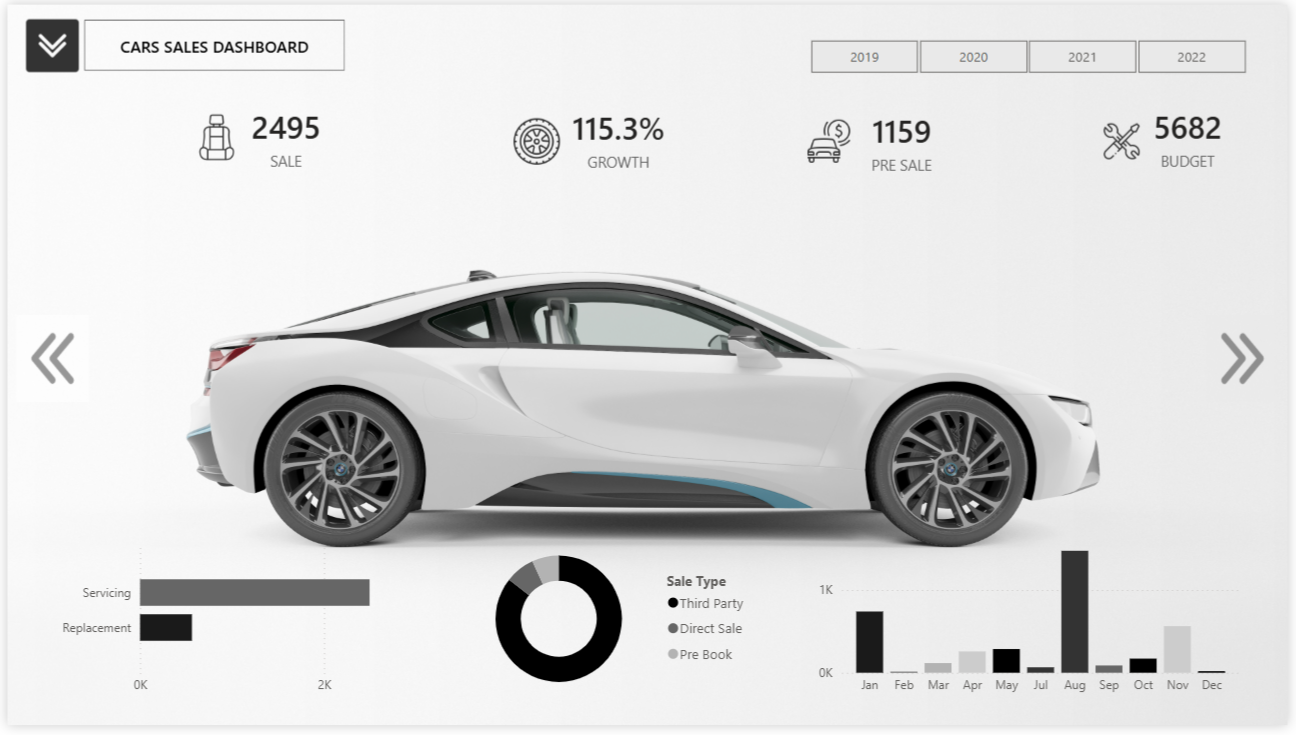 CARS SALES DASHBOARD
2019 2020 2021 2022
2495
SALE
115.3%
GROWTH
1159
PRE SALE
5682
BUDGET
Servicing
Replacement
0K 2K
Sale Type
Third Party
Direct Sale
Pre Book
1K
0K
Jan Feb Mar Apr May Jul Aug Sep Oct Nov Dec